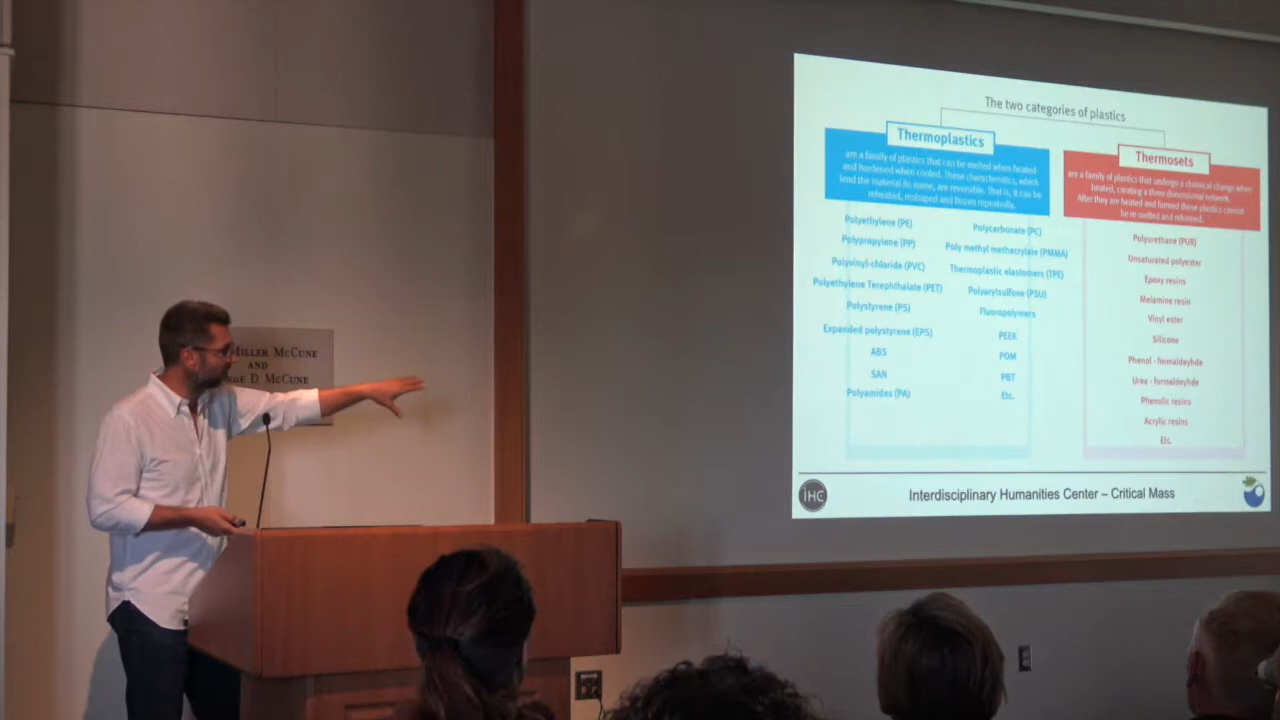 The two categories of plastics
Thermoplastics
are a family of plastics that can be melted when heated
and hardened when cooled. These characteristics, which
lend the material its name, are reversible. That is, it can be
reheated, reshaped and frozen repeatedly.
Polyethylene (PE)
Polypropylene (PP)
Polyvinyl-chloride (PVC)
Polyethylene Terephthalate (PET)
Polystyrene (PS)
Expanded polystyrene (EPS)
ABS
SAN
Polyamides (PA)
Polycarbonate (PC)
Poly methyl methacrylate (PMMA)
Thermoplastic elastomers (TPE)
Polyarylsulfone (PSU)
Fluoropolymers
PEEK
POM
PBT
Etc.
Thermosets
are a family of plastics that undergo a chemical change when
heated, creating a three dimensional network.
After they are heated and formed these plastics cannot
be re melted and reformed.
Polyurethane (PUR)
Unsaturated polyester
Epoxy resins
Melamine resin
Vinyl ester
Silicone
Phenol - formaldeyhde
Urea - formaldeyhde
Phenolic resins
Acrylic resins
Etc.
IHC
Interdisciplinary Humanities Center – Critical Mass
Miller McCune
and
D McCune